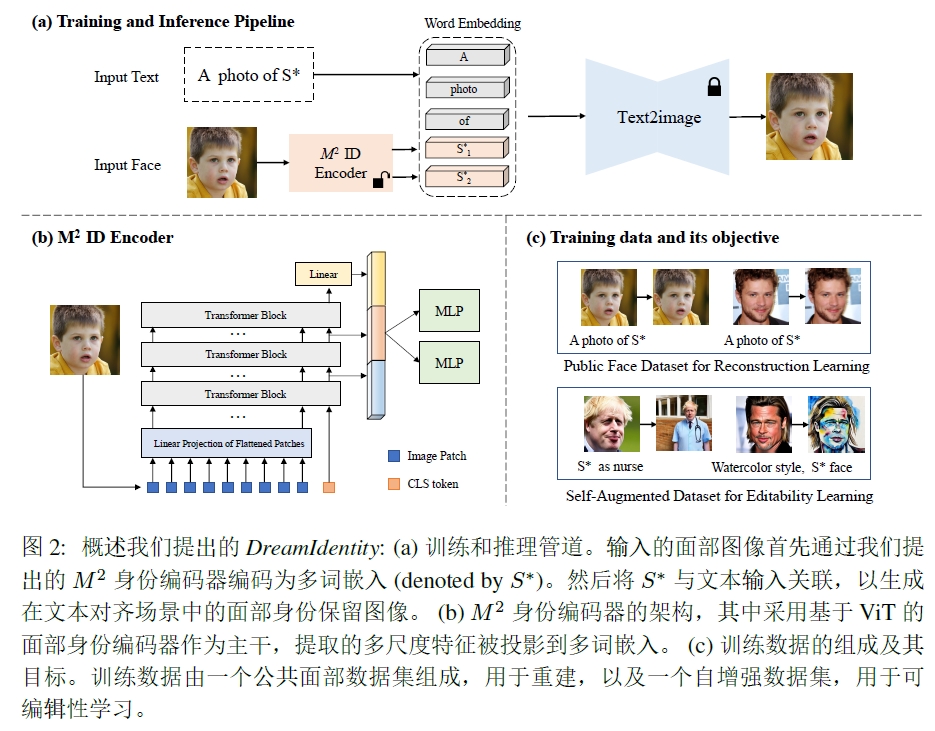 (a) Training and Inference Pipeline
Word Embedding
Input Text
A photo of S*
A
photo
of
S*1
S*2
Input Face
M² ID
Encoder
Text2image
(b) M² ID Encoder
Linear
Transformer Block
...
Transformer Block
...
Transformer Block
...
Linear Projection of Flattened Patches
MLP
MLP
Image Patch
CLS token
(c) Training data and its objective
A photo of S*
A photo of S*
Public Face Dataset for Reconstruction Learning
S* as nurse
Watercolor style, S* face
Self-Augmented Dataset for Editability Learning
图 2: 概述我们提出的 DreamIdentity: (a) 训练和推理管道。输入的面部图像首先通过我们提
出的 M² 身份编码器编码为多词嵌入 (denoted by S*)。然后将 S* 与文本输入关联，以生成
在文本对齐场景中的面部身份保留图像。(b) M² 身份编码器的架构，其中采用基于 ViT 的
面部身份编码器作为主干，提取的多尺度特征被投影到多词嵌入。(c) 训练数据的组成及其
目标。训练数据由一个公共面部数据集组成，用于重建，以及一个自增强数据集，用于可
编辑性学习。